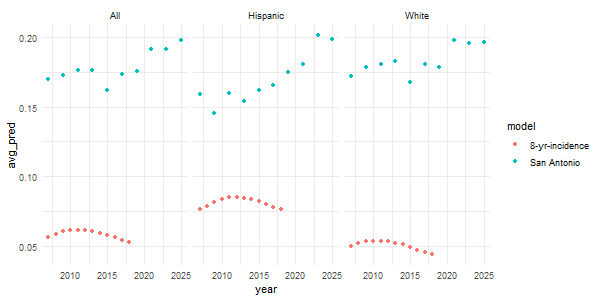 All Hispanic White
0.20
0.15
0.10
0.05
avg_pred
2010 2015 2020 2025 2010 2015 2020 2025 2010 2015 2020 2025
year
model
8-yr-incidence
San Antonio